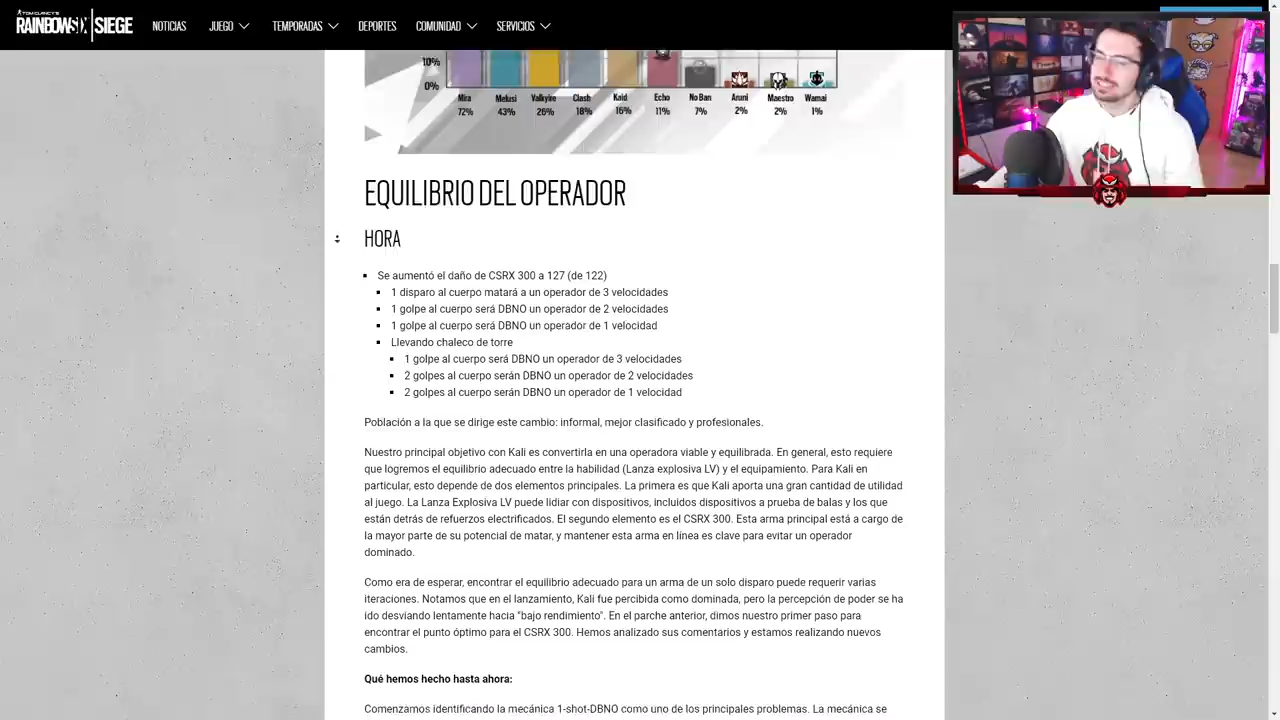 TOM CLANCY'S
RAINBOWSIX | SIEGE
NOTICIAS
JUEGO
TEMPORADAS
DEPORTES
COMUNIDAD
SERVICIOS
10%
0%
Mira
72%
Melusi
43%
Valkyire
26%
Clash
18%
Kaid
16%
Echo
11%
No Ban
7%
Aruni
2%
Maestro
2%
Wamai
1%
EQUILIBRIO DEL OPERADOR
HORA
Se aumentó el daño de CSRX 300 a 127 (de 122)
1 disparo al cuerpo matará a un operador de 3 velocidades
1 golpe al cuerpo será DBNO un operador de 2 velocidades
1 golpe al cuerpo será DBNO un operador de 1 velocidad
Llevando chaleco de torre
1 golpe al cuerpo será DBNO un operador de 3 velocidades
2 golpes al cuerpo serán DBNO un operador de 2 velocidades
2 golpes al cuerpo serán DBNO un operador de 1 velocidad
Población a la que se dirige este cambio: informal, mejor clasificado y profesionales.
Nuestro principal objetivo con Kali es convertirla en una operadora viable y equilibrada. En general, esto requiere
que logremos el equilibrio adecuado entre la habilidad (Lanza explosiva LV) y el equipamiento. Para Kali en
particular, esto depende de dos elementos principales. La primera es que Kali aporta una gran cantidad de utilidad
al juego. La Lanza Explosiva LV puede lidiar con dispositivos, incluidos dispositivos a prueba de balas y los que
están detrás de refuerzos electrificados. El segundo elemento es el CSRX 300. Esta arma principal está a cargo de
la mayor parte de su potencial de matar, y mantener esta arma en línea es clave para evitar un operador
dominado.
Como era de esperar, encontrar el equilibrio adecuado para un arma de un solo disparo puede requerir varias
iteraciones. Notamos que en el lanzamiento, Kali fue percibida como dominada, pero la percepción de poder se ha
ido desviando lentamente hacia "bajo rendimiento". En el parche anterior, dimos nuestro primer paso para
encontrar el punto óptimo para el CSRX 300. Hemos analizado sus comentarios y estamos realizando nuevos
cambios.
Qué hemos hecho hasta ahora:
Comenzamos identificando la mecánica 1-shot-DBNO como uno de los principales problemas. La mecánica se